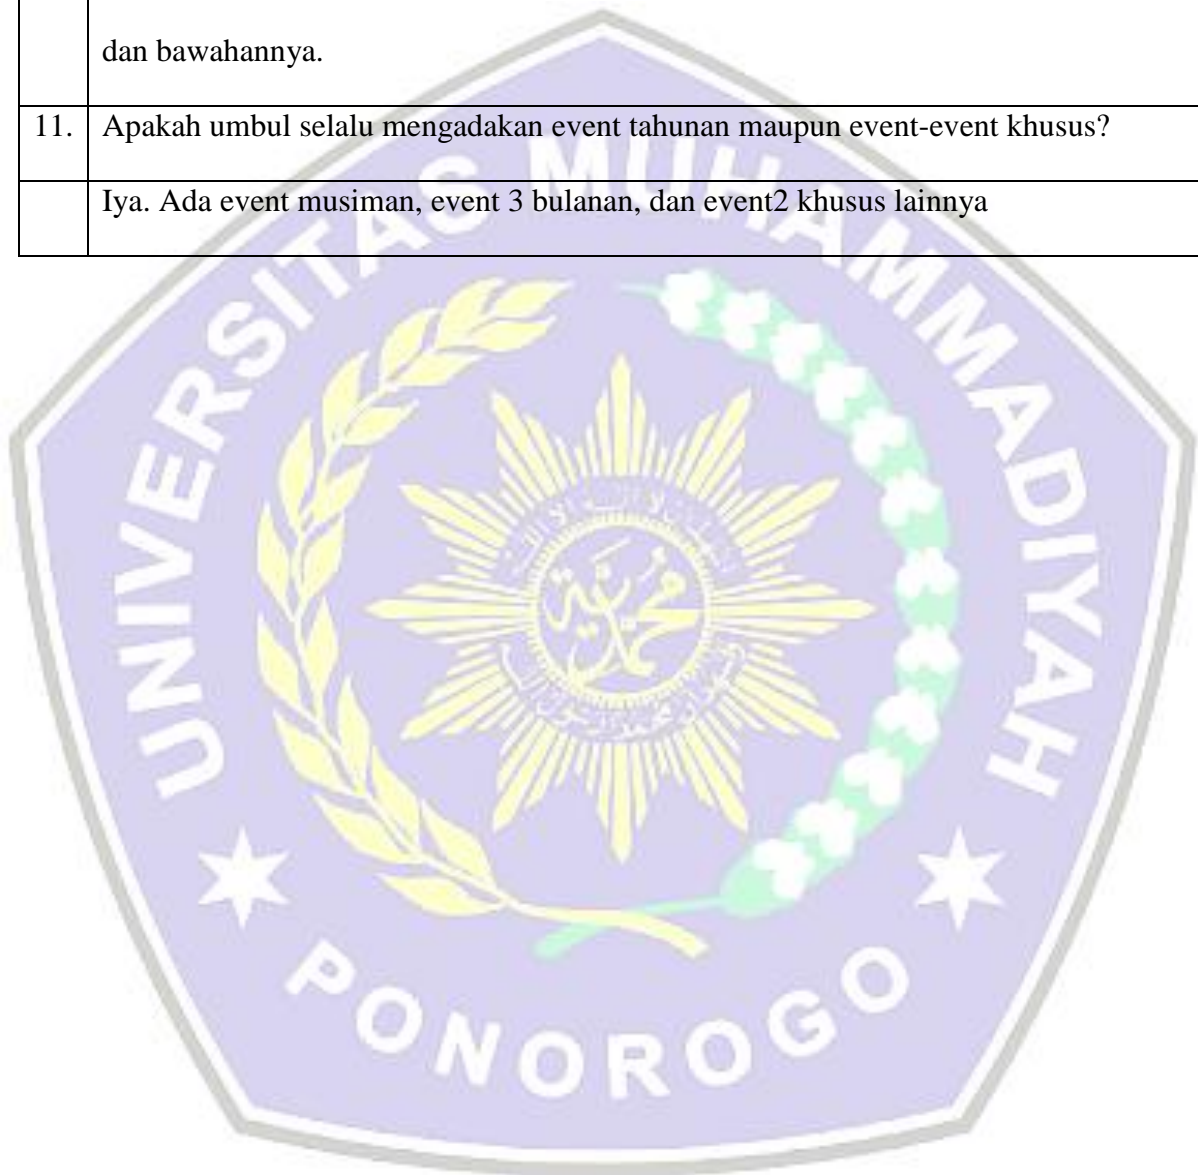 dan bawahannya.
11. Apakah umbul selalu mengadakan event tahunan maupun event-event khusus?
Iya. Ada event musiman, event 3 bulanan, dan event2 khusus lainnya
UNIVERSITAS MUHAMMADIYAH
محمدية
PONOROGO